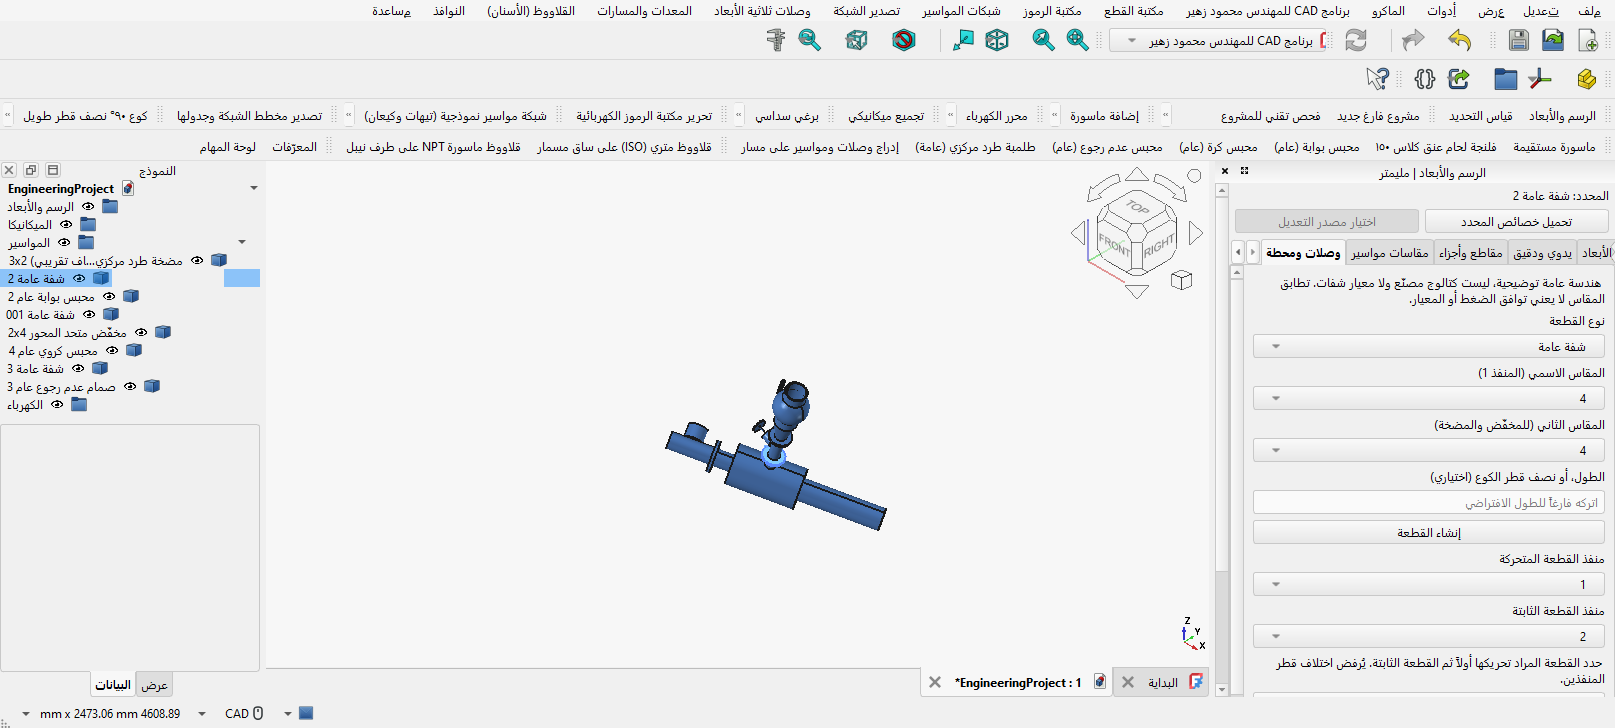 ملف
تعديل
عرض
أدوات
الماكرو
برنامج CAD للمهندس محمود زهير
مكتبة القطع
مكتبة الرموز
شبكات المواسير
تصدير الشبكة
وصلات ثلاثية الأبعاد
المعدات والمسارات
القلاووظ (الأسنان)
النوافذ
مساعدة
برنامج CAD للمهندس محمود زهير
الرسم والأبعاد
قياس التحديد
مشروع فارغ جديد
فحص تقني للمشروع
إضافة ماسورة
محرر الكهرباء
تجميع ميكانيكي
برغي سداسي
تحرير مكتبة الرموز الكهربائية
شبكة مواسير نموذجية (تيهات وكيعان)
تصدير مخطط الشبكة وجدولها
كوع ٩٠° نصف قطر طويل
ماسورة مستقيمة
فلنجة لحام عنق كلاس ١٥٠
محبس بوابة (عام)
محبس كرة (عام)
محبس عدم رجوع (عام)
طلمبة طرد مركزي (عامة)
إدراج وصلات ومواسير على مسار
قلاووظ متري (ISO) على ساق مسمار
قلاووظ ماسورة NPT على طرف نيبل
المعرّفات
لوحة المهام
النموذج
EngineeringProject
الرسم والأبعاد
الميكانيكا
المواسير
مضخة طرد مركزي...اف تقريبي) 3x2
شفة عامة 2
محبس بوابة عام 2
شفة عامة 001
مخفّض متحد المحور 2x4
محبس كروي عام 4
شفة عامة 3
صمام عدم رجوع عام 3
الكهرباء
البيانات
عرض
TOP
FRONT
RIGHT
Z
Y
X
EngineeringProject : 1*
البداية
الرسم والأبعاد | مليمتر
المحدد: شفة عامة 2
تحميل خصائص المحدد
اختيار مصدر التعديل
الأبعاد
يدوي ودقيق
مقاطع وأجزاء
مقاسات مواسير
وصلات ومحطة
هندسة عامة توضيحية، ليست كتالوج مصنّع ولا معيار شفات. تطابق
المقاس لا يعني توافق الضغط أو المعيار.
نوع القطعة
شفة عامة
المقاس الاسمي (المنفذ 1)
4
المقاس الثاني (للمخفّض والمضخة)
4
الطول، أو نصف قطر الكوع (اختياري)
اتركه فارغاً للطول الافتراضي
إنشاء القطعة
منفذ القطعة المتحركة
1
منفذ القطعة الثابتة
2
حدد القطعة المراد تحريكها أولاً ثم القطعة الثابتة. يُرفض اختلاف قطر
المنفذين.
mm x 2473.06 mm 4608.89
CAD